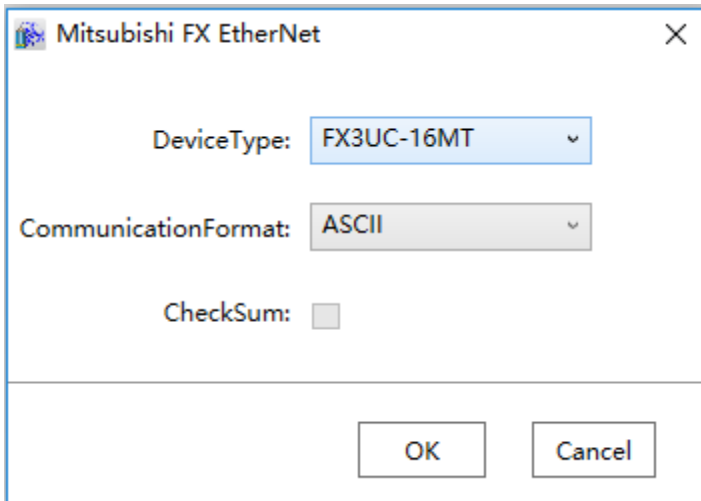 Mitsubishi FX EtherNet
DeviceType: FX3UC-16MT
CommunicationFormat: ASCII
CheckSum:
OK Cancel